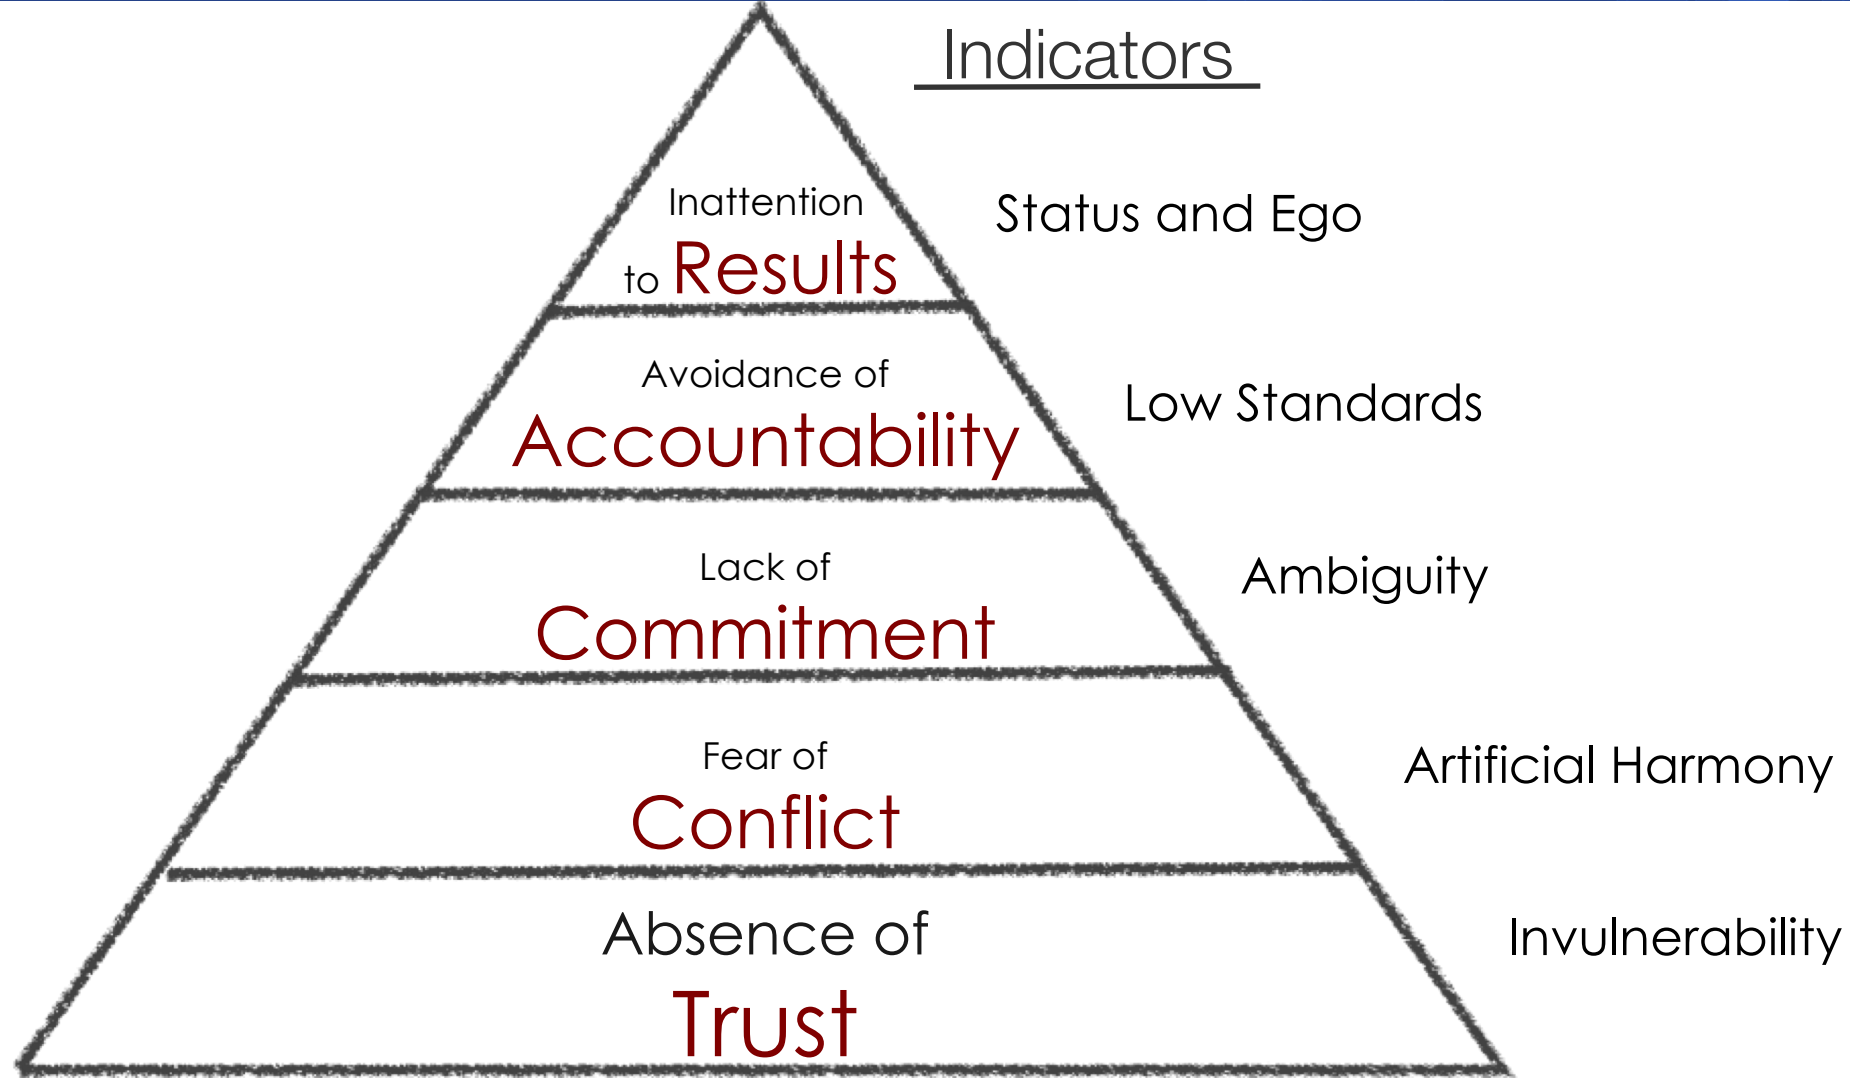 Indicators
Inattention
to Results
Status and Ego
Avoidance of
Accountability
Low Standards
Lack of
Commitment
Ambiguity
Fear of
Conflict
Artificial Harmony
Absence of
Trust
Invulnerability